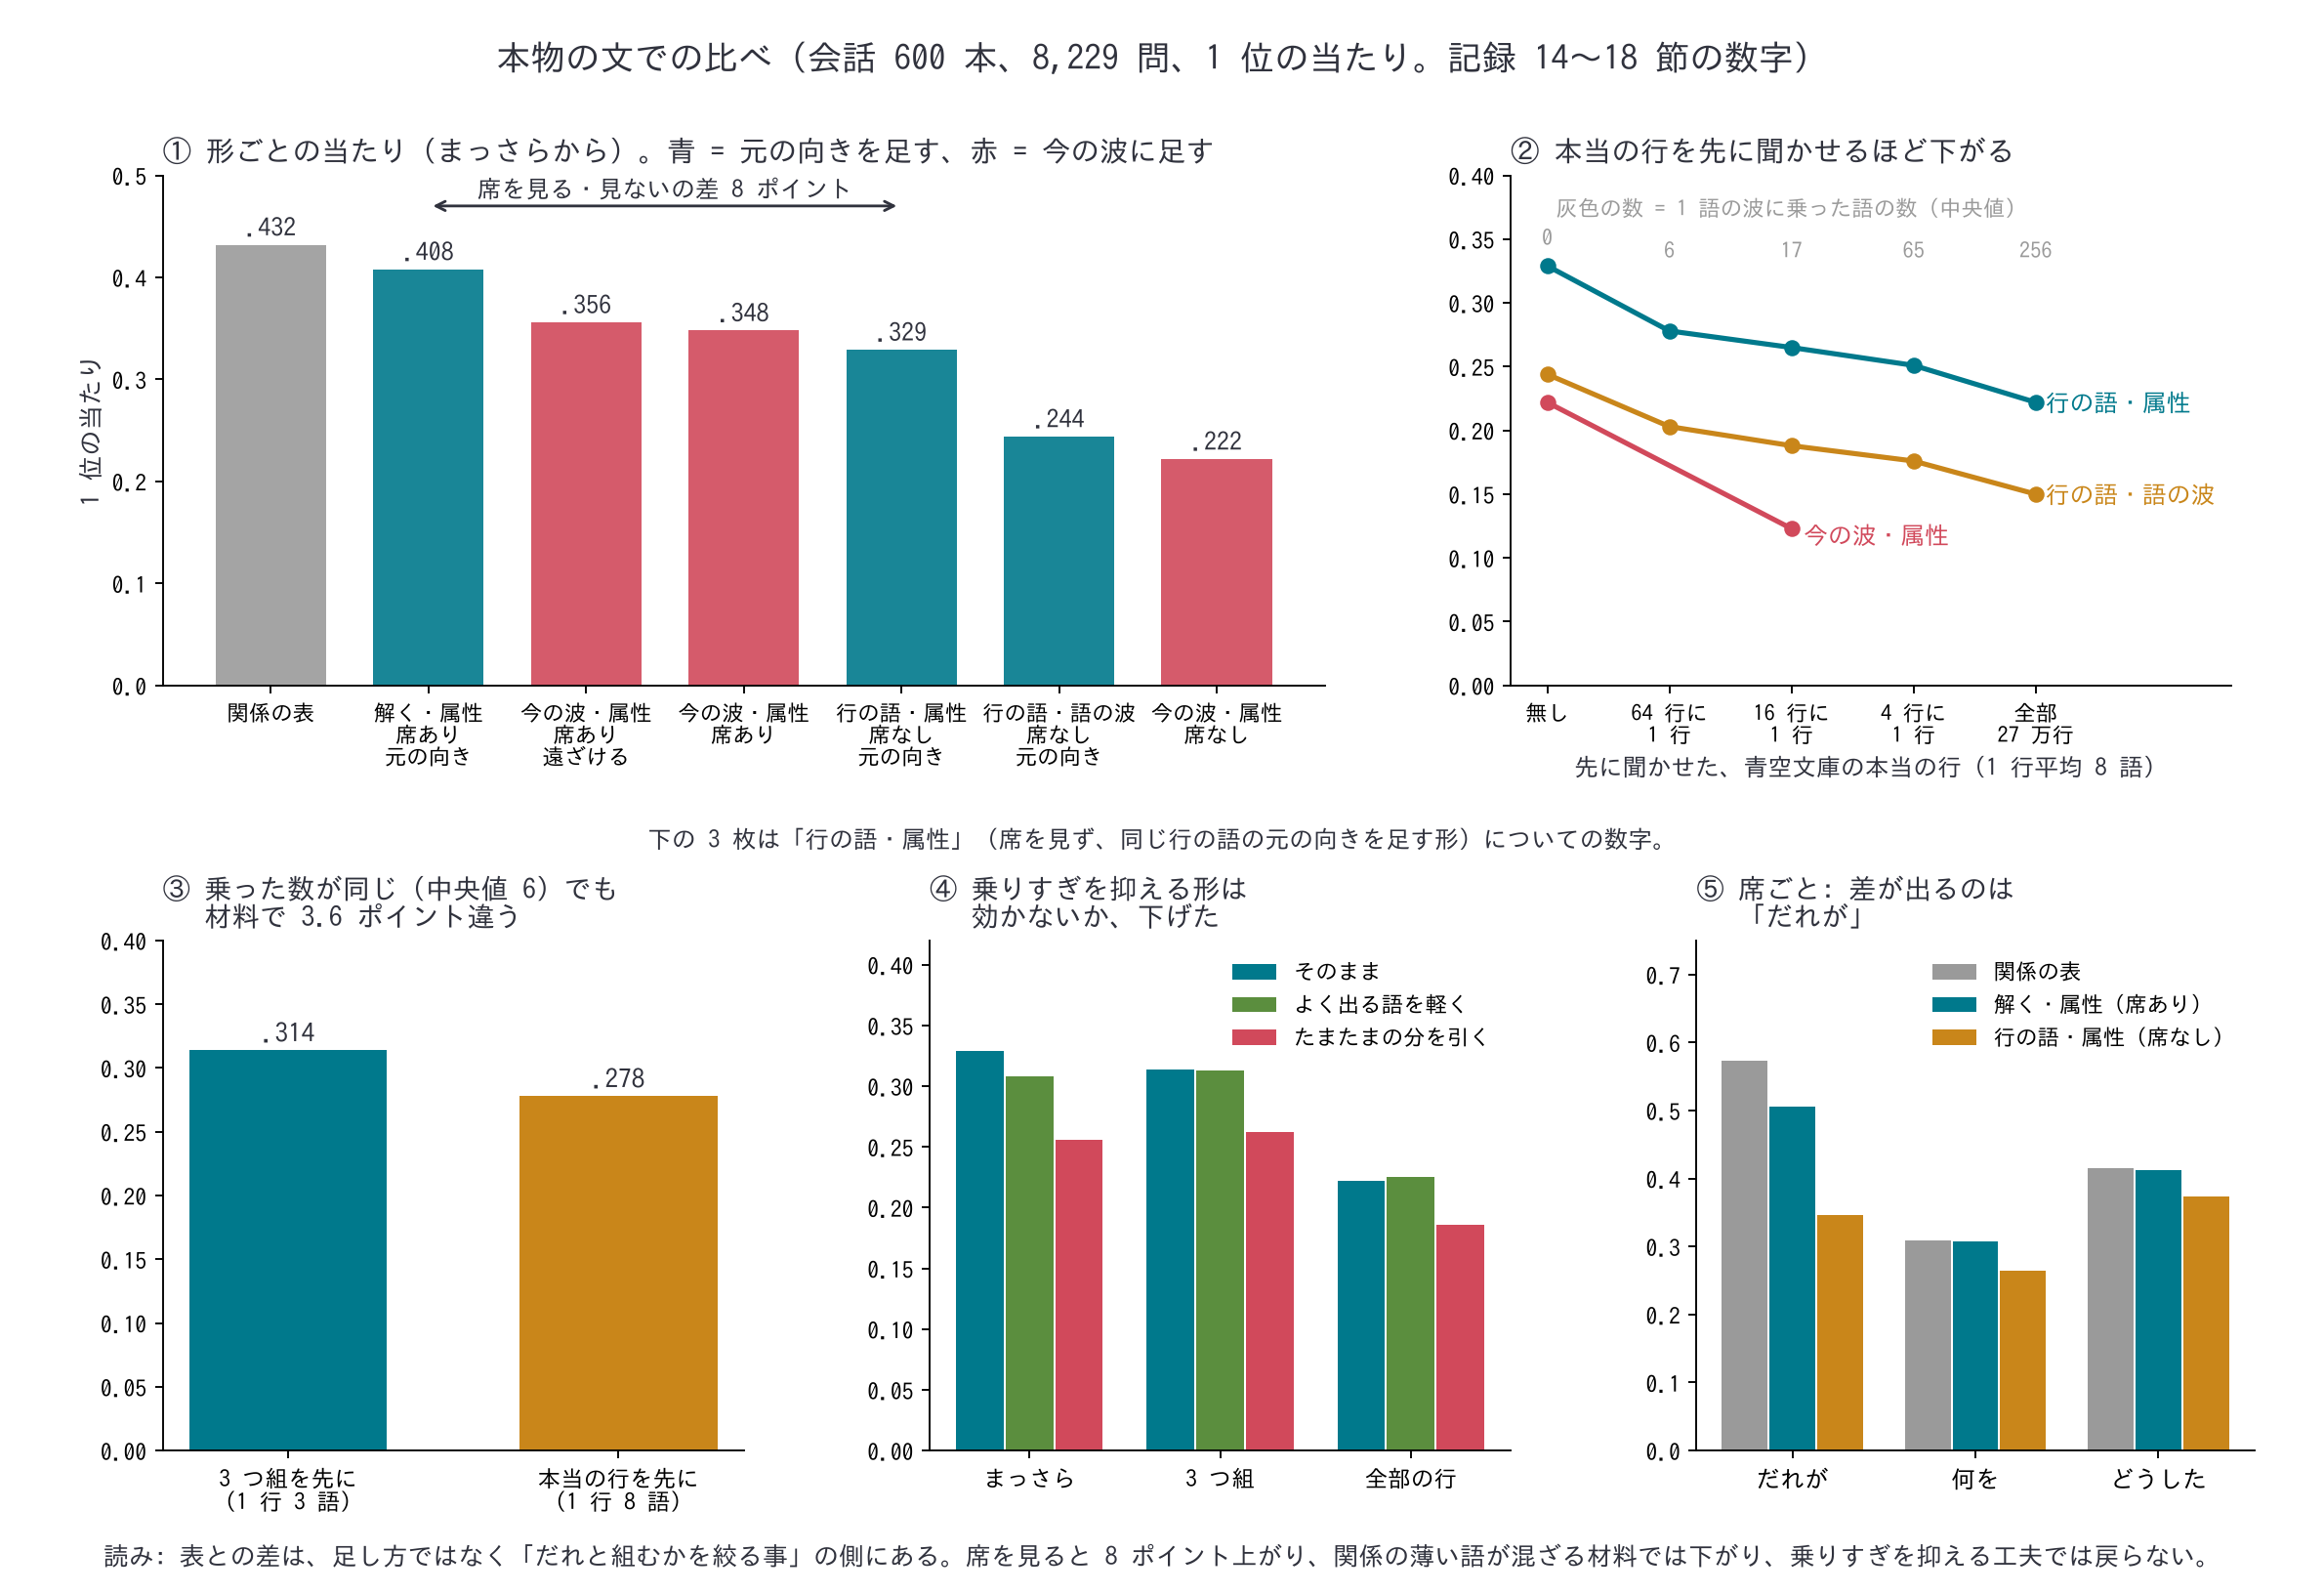 本物の文での比べ（会話 600 本、8,229 問、1 位の当たり。記録 14〜18 節の数字）
① 形ごとの当たり（まっさらから）。青 = 元の向きを足す、赤 = 今の波に足す
席を見る・見ないの差 8 ポイント
1 位の当たり
0.5
0.4
0.3
0.2
0.1
0.0
.432
.408
.356
.348
.329
.244
.222
関係の表
解く・属性
席あり
元の向き
今の波・属性
席あり
遠ざける
今の波・属性
席あり
行の語・属性
席なし
元の向き
行の語・語の波
席なし
元の向き
今の波・属性
席なし
② 本当の行を先に聞かせるほど下がる
灰色の数 = 1 語の波に乗った語の数（中央値）
0
6
17
65
256
0.40
0.35
0.30
0.25
0.20
0.15
0.10
0.05
0.00
行の語・属性
行の語・語の波
今の波・属性
無し
64 行に
1 行
16 行に
1 行
4 行に
1 行
全部
27 万行
先に聞かせた、青空文庫の本当の行（1 行平均 8 語）
下の 3 枚は「行の語・属性」（席を見ず、同じ行の語の元の向きを足す形）についての数字。
③ 乗った数が同じ（中央値 6）でも
材料で 3.6 ポイント違う
0.40
0.35
0.30
0.25
0.20
0.15
0.10
0.05
0.00
.314
.278
3 つ組を先に
（1 行 3 語）
本当の行を先に
（1 行 8 語）
④ 乗りすぎを抑える形は
効かないか、下げた
0.40
0.35
0.30
0.25
0.20
0.15
0.10
0.05
0.00
そのまま
よく出る語を軽く
たまたまの分を引く
まっさら
3 つ組
全部の行
⑤ 席ごと: 差が出るのは
「だれが」
0.7
0.6
0.5
0.4
0.3
0.2
0.1
0.0
関係の表
解く・属性（席あり）
行の語・属性（席なし）
だれが
何を
どうした
読み: 表との差は、足し方ではなく「だれと組むかを絞る事」の側にある。席を見ると 8 ポイント上がり、関係の薄い語が混ざる材料では下がり、乗りすぎを抑える工夫では戻らない。